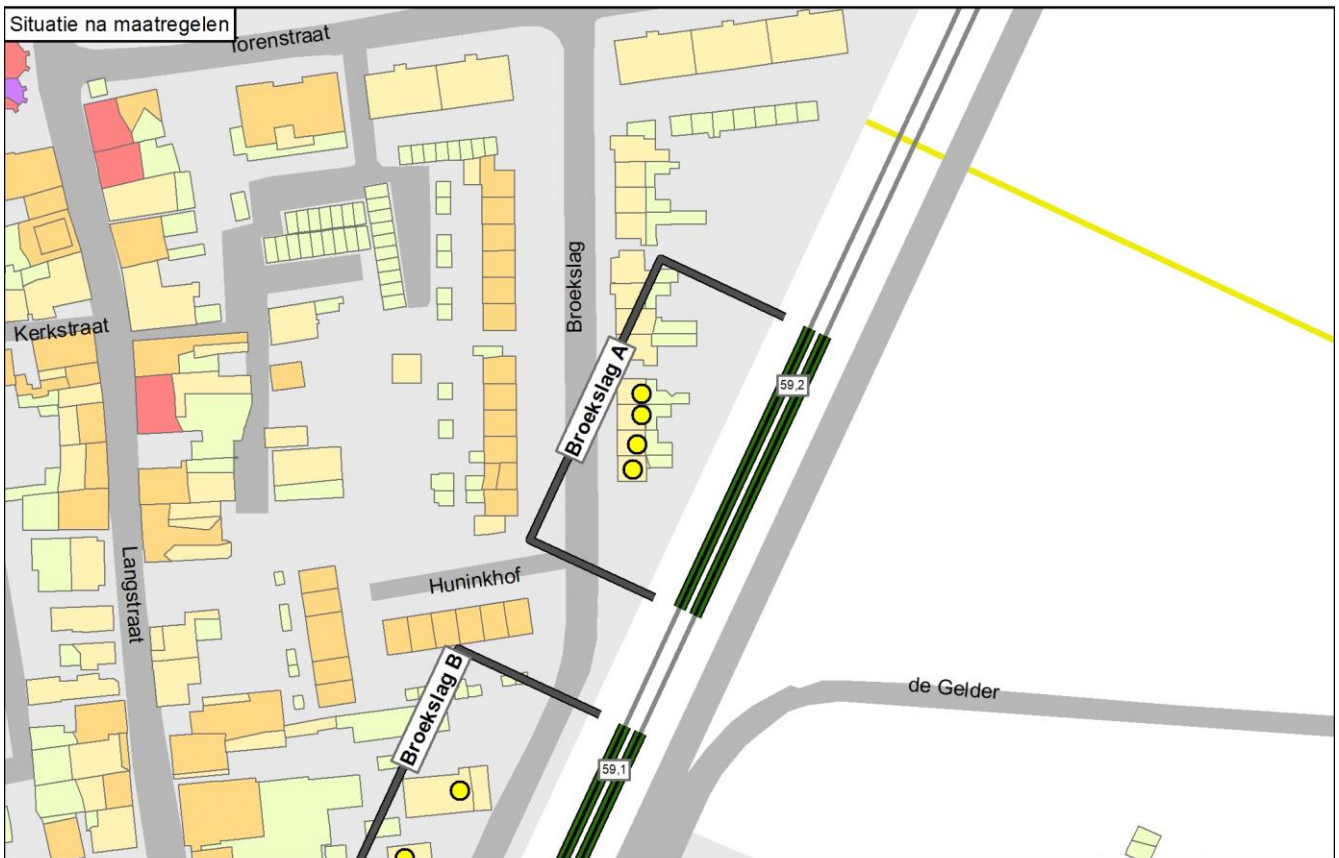 Situatie na maatregelen
Torenstraat
Broekslag
Kerkstraat
Broekslag A
59,2
Langstraat
Huninkhof
Broekslag B
de Gelder
59,1